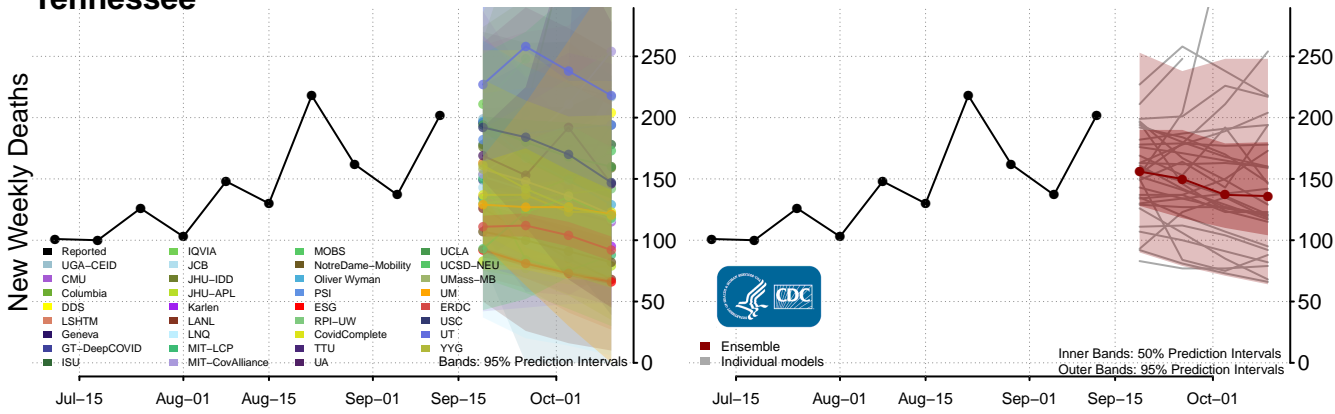 Tennessee
New Weekly Deaths
250
200
150
100
50
0
Reported
UGA−CEID
CMU
Columbia
DDS
LSHTM
Geneva
GT−DeepCOVID
ISU
IQVIA
JCB
JHU−IDD
JHU−APL
Karlen
LANL
LNQ
MIT−LCP
MIT−CovAlliance
MOBS
NotreDame−Mobility
Oliver Wyman
PSI
ESG
RPI−UW
CovidComplete
TTU
UA
UCLA
UCSD−NEU
UMass−MB
UM
ERDC
USC
UT
YYG
Bands: 95% Prediction Intervals
Jul−15
Aug−01
Aug−15
Sep−01
Sep−15
Oct−01
250
200
150
100
50
0
CDC
Ensemble
Individual models
Inner Bands: 50% Prediction Intervals
Outer Bands: 95% Prediction Intervals
Jul−15
Aug−01
Aug−15
Sep−01
Sep−15
Oct−01